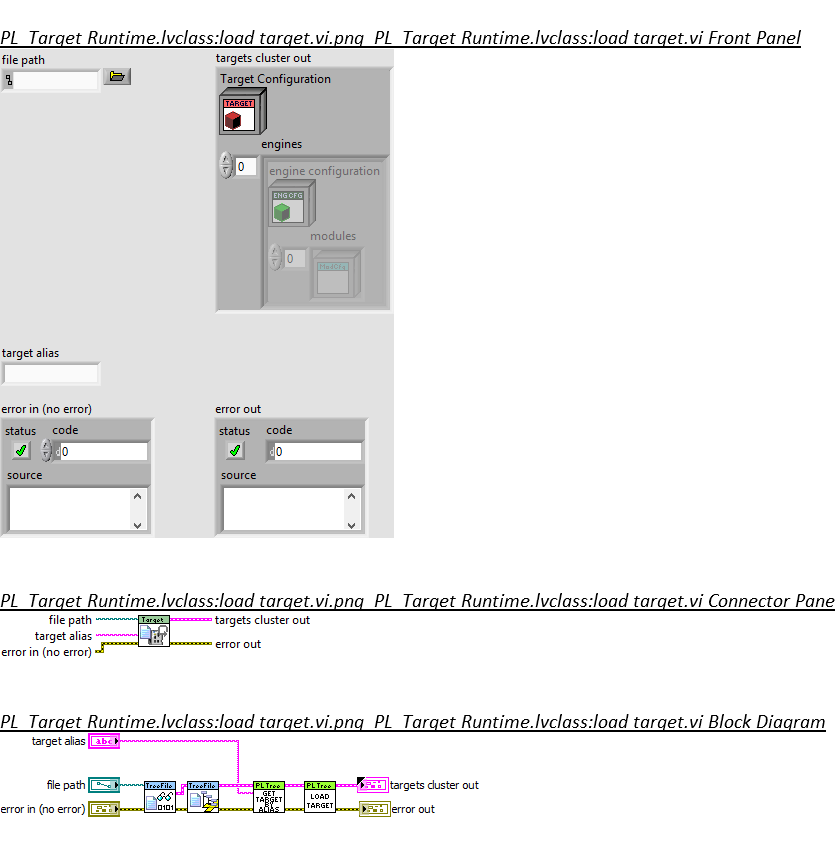 PL_Target Runtime.lvclass:load target.vi.png  PL_Target Runtime.lvclass:load target.vi Front Panel
file path
targets cluster out
Target Configuration
TARGET
engines
0
engine configuration
ENG CFG
modules
0
ModCfg
target alias
error in (no error)
error out
status code
0
source
status code
0
source
PL_Target Runtime.lvclass:load target.vi.png  PL_Target Runtime.lvclass:load target.vi Connector Pane
file path
Target
targets cluster out
target alias
error in (no error)
error out
PL_Target Runtime.lvclass:load target.vi.png  PL_Target Runtime.lvclass:load target.vi Block Diagram
target alias
abc
file path
TreeFile
0101
TreeFile
PLTree
GET TARGET BY ALIAS
PLTree
LOAD TARGET
targets cluster out
error in (no error)
error out